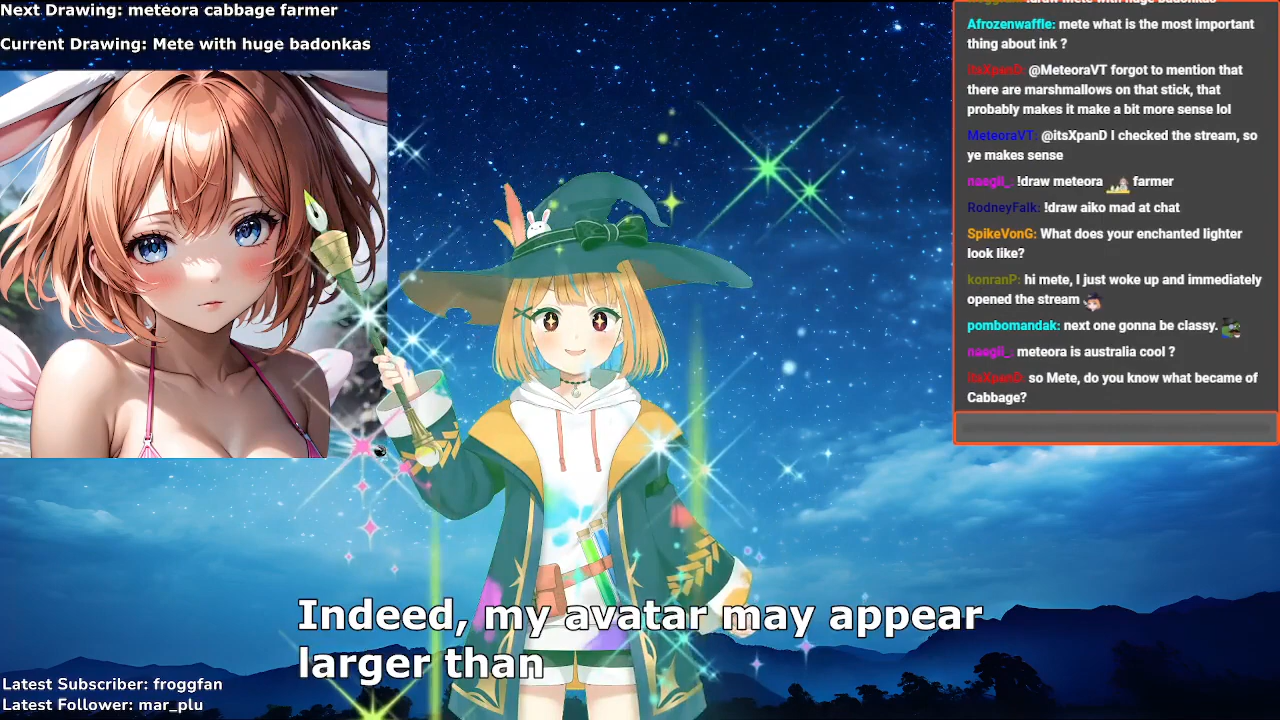 Next Drawing: meteora cabbage farmer
Current Drawing: Mete with huge badonkas
Afrozenwaffle: mete what is the most important
thing about ink ?
itsXpanD: @MeteoraVT forgot to mention that
there are marshmallows on that stick, that
probably makes it make a bit more sense lol
MeteoraVT: @itsXpanD I checked the stream, so
ye makes sense
naegii_: !draw meteora farmer
RodneyFalk: !draw aiko mad at chat
SpikeVonG: What does your enchanted lighter
look like?
konranP: hi mete, I just woke up and immediately
opened the stream
pombomandak: next one gonna be classy.
naegii_: meteora is australia cool ?
itsXpanD: so Mete, do you know what became of
Cabbage?
Indeed, my avatar may appear
larger than
Latest Subscriber: froggfan
Latest Follower: mar_plu